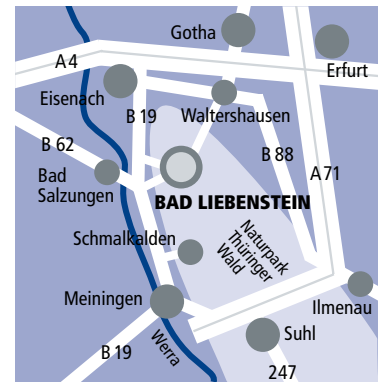 Gotha
A 4
Erfurt
Eisenach
B 19
Waltershausen
B 62
B 88
A 71
Bad
Salzungen
BAD LIEBENSTEIN
Schmalkalden
Naturpark
Thüringer
Wald
Meiningen
Ilmenau
Werra
Suhl
B 19
247